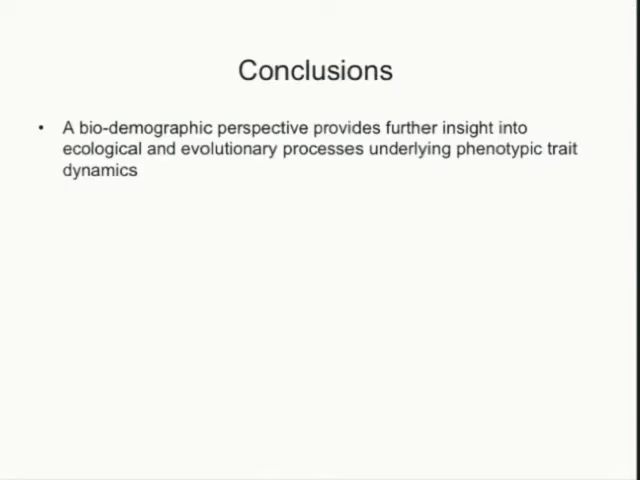 Conclusions
• A bio-demographic perspective provides further insight into
ecological and evolutionary processes underlying phenotypic trait
dynamics